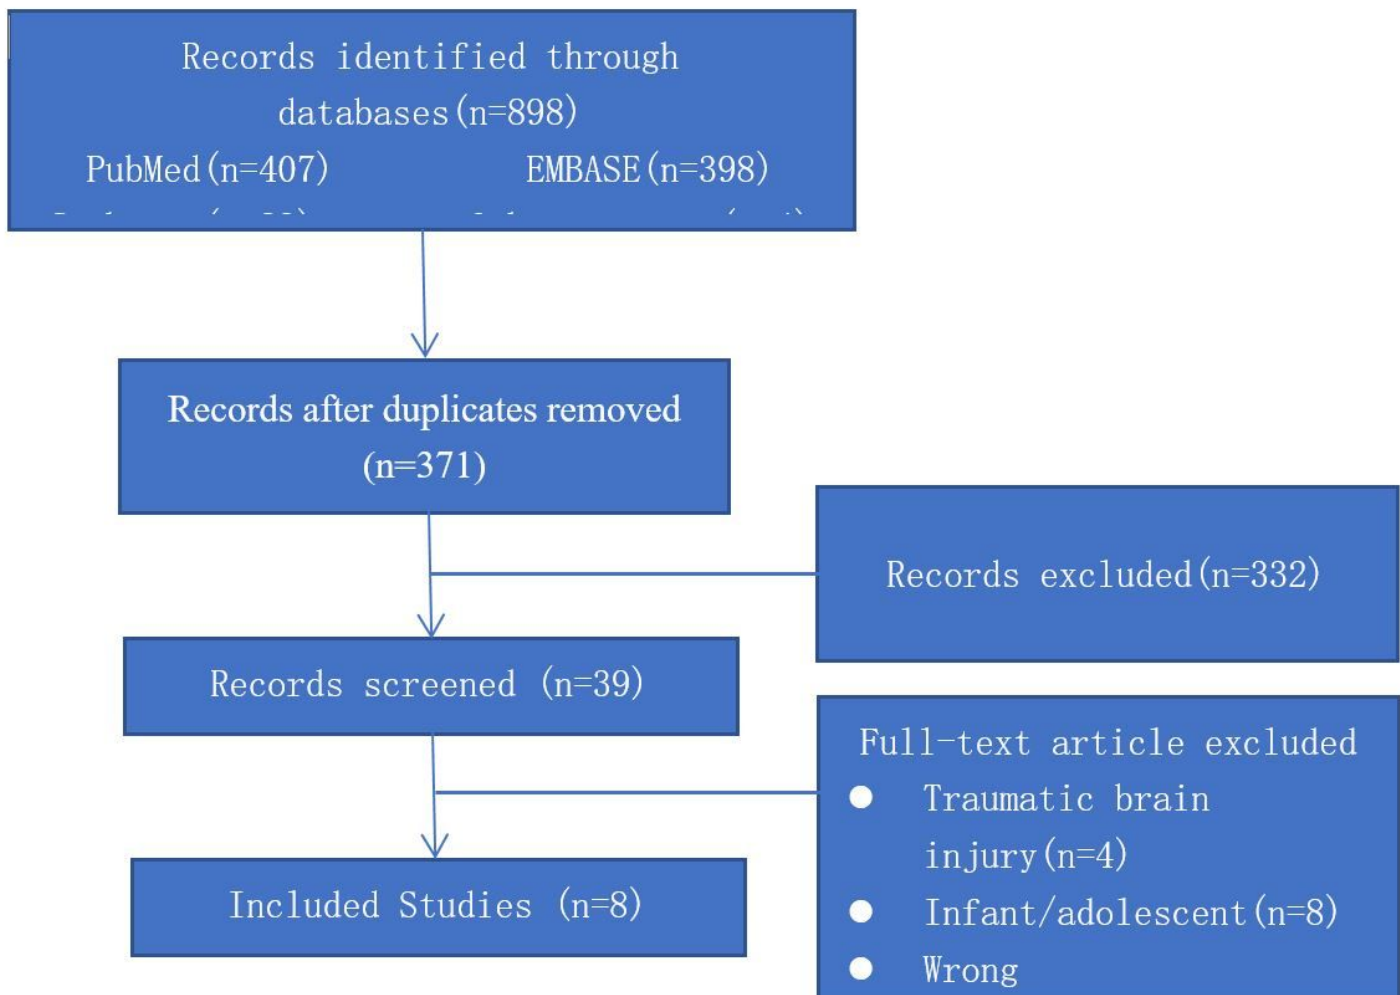 Records identified through
databases(n=898)
PubMed(n=407) EMBASE(n=398)
Records after duplicates removed
(n=371)
Records excluded(n=332)
Records screened (n=39)
Full-text article excluded
● Traumatic brain
injury(n=4)
● Infant/adolescent(n=8)
● Wrong
Included Studies (n=8)